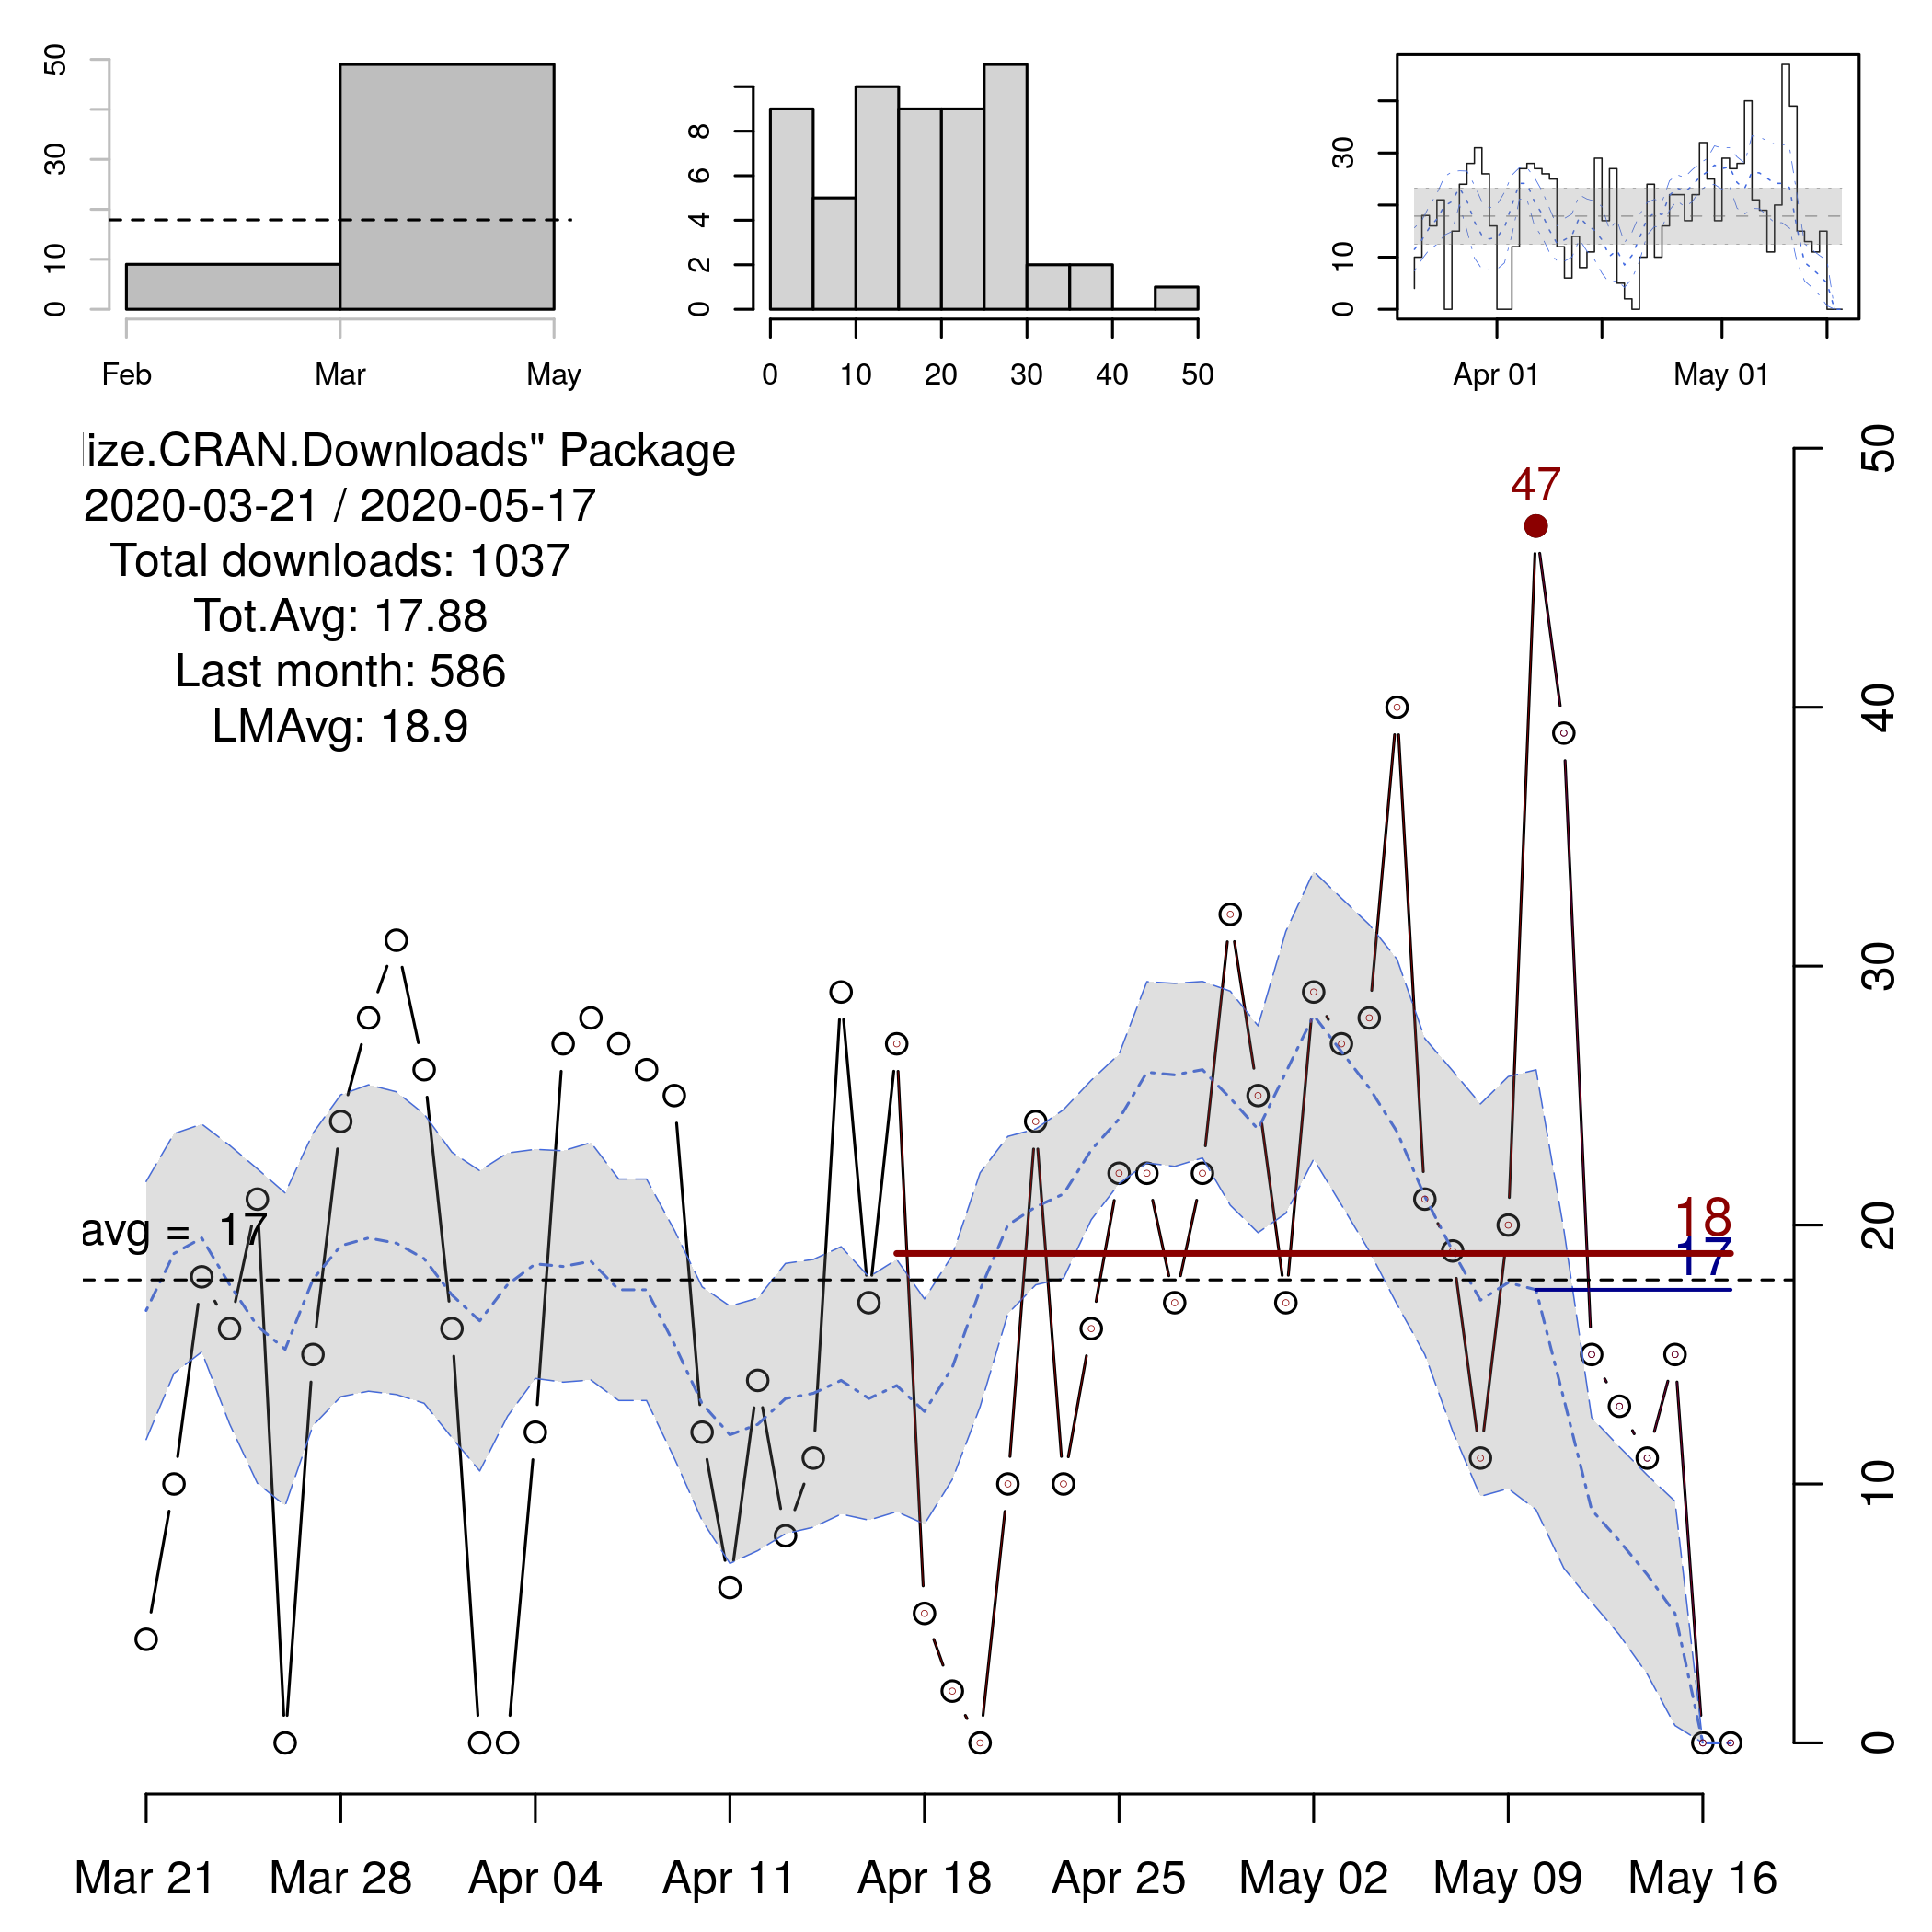 50
30
10
0
Feb Mar May
8
6
4
2
0
0 10 20 30 40 50
30
10
0
Apr 01 May 01
ize.CRAN.Downloads" Package
2020-03-21 / 2020-05-17
Total downloads: 1037
Tot.Avg: 17.88
Last month: 586
LMAvg: 18.9
47
avg = 17
18
17
50
40
30
20
10
0
Mar 21 Mar 28 Apr 04 Apr 11 Apr 18 Apr 25 May 02 May 09 May 16